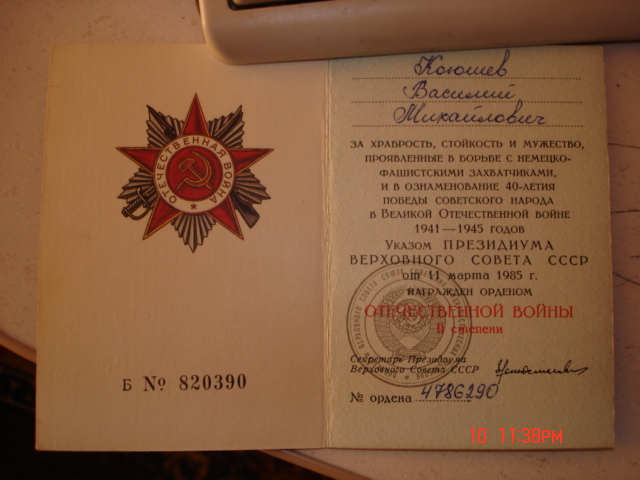 ОТЕЧЕСТВЕННАЯ ВОЙНА
Б № 820390
Коюшев
Василий
Михайлович
ЗА ХРАБРОСТЬ, СТОЙКОСТЬ И МУЖЕСТВО,
ПРОЯВЛЕННЫЕ В БОРЬБЕ С НЕМЕЦКО-
ФАШИСТСКИМИ ЗАХВАТЧИКАМИ,
И В ОЗНАМЕНОВАНИЕ 40-ЛЕТИЯ
ПОБЕДЫ СОВЕТСКОГО НАРОДА
В ВЕЛИКОЙ ОТЕЧЕСТВЕННОЙ ВОЙНЕ
1941—1945 ГОДОВ
УКАЗОМ ПРЕЗИДИУМА
ВЕРХОВНОГО СОВЕТА СССР
от 11 марта 1985 г.
НАГРАЖДЕН ОРДЕНОМ
ОТЕЧЕСТВЕННОЙ ВОЙНЫ
II степени
Секретарь Президиума
Верховного Совета СССР
№ ордена 4786290
10 11:38PM